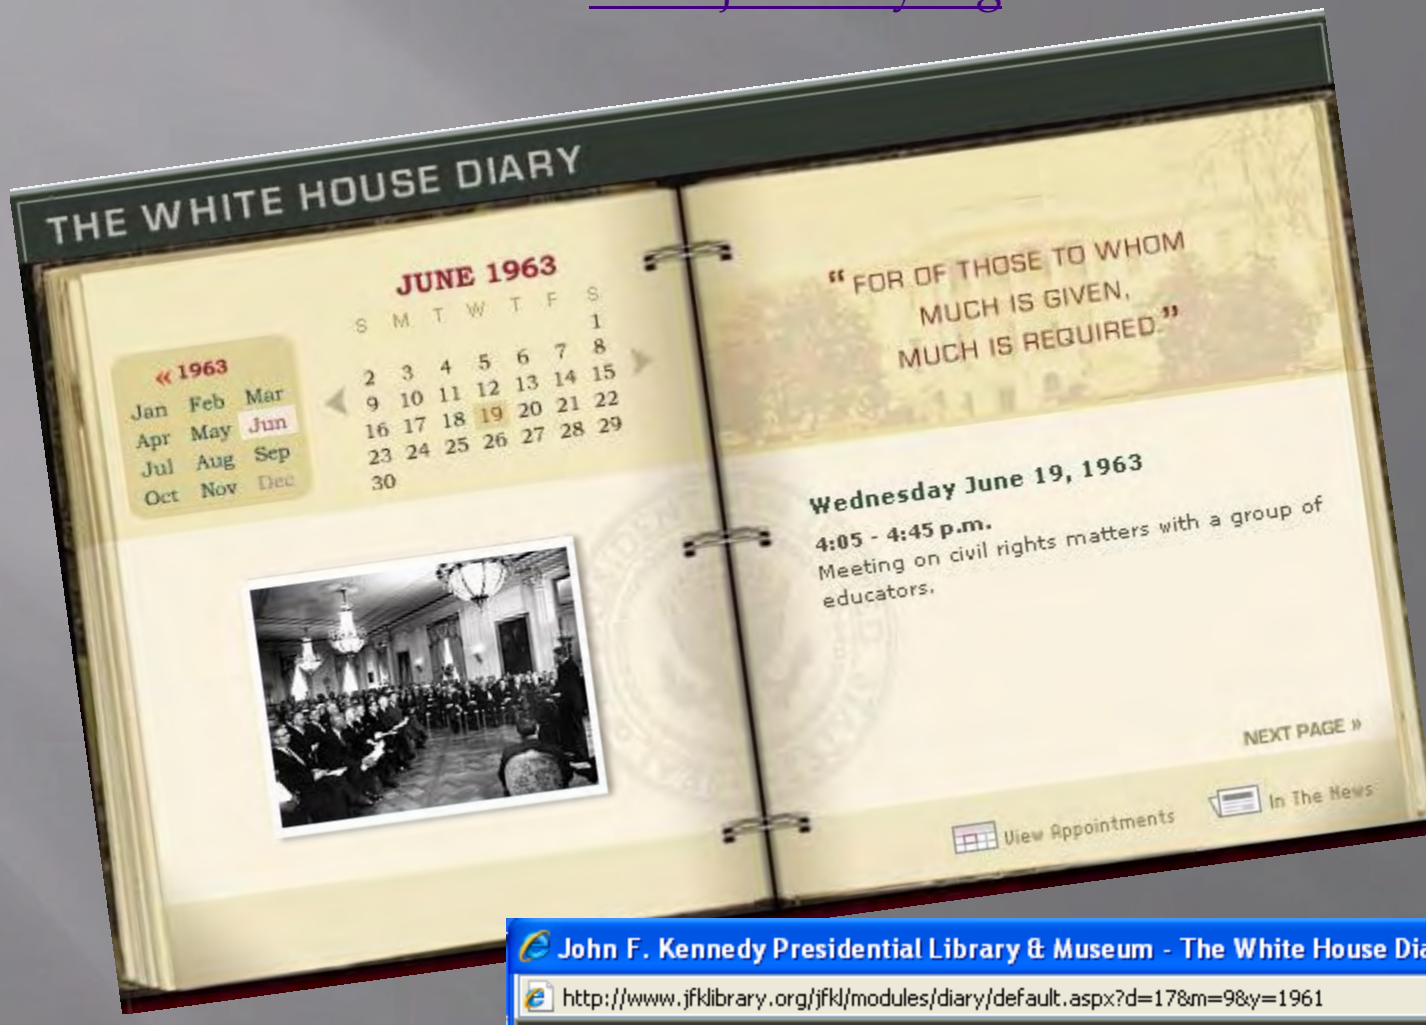 THE WHITE HOUSE DIARY
JUNE 1963
S M T W T F S
1
2 3 4 5 6 7 8
9 10 11 12 13 14 15
16 17 18 19 20 21 22
23 24 25 26 27 28 29
30
« 1963
Jan Feb Mar
Apr May Jun
Jul Aug Sep
Oct Nov Dec
“ FOR OF THOSE TO WHOM
MUCH IS GIVEN,
MUCH IS REQUIRED.”
Wednesday June 19, 1963
4:05 - 4:45 p.m.
Meeting on civil rights matters with a group of
educators.
NEXT PAGE »
View Appointments
In The News
John F. Kennedy Presidential Library & Museum - The White House Dia
http://www.jfklibrary.org/jfkl/modules/diary/default.aspx?d=17&m=9&y=1961